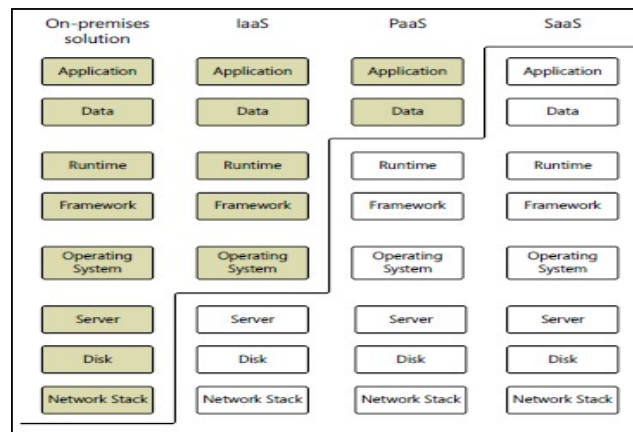 On-premises solution IaaS PaaS SaaS
Application Application Application Application
Data Data Data Data
Runtime Runtime Runtime Runtime
Framework Framework Framework Framework
Operating System Operating System Operating System Operating System
Server Server Server Server
Disk Disk Disk Disk
Network Stack Network Stack Network Stack Network Stack